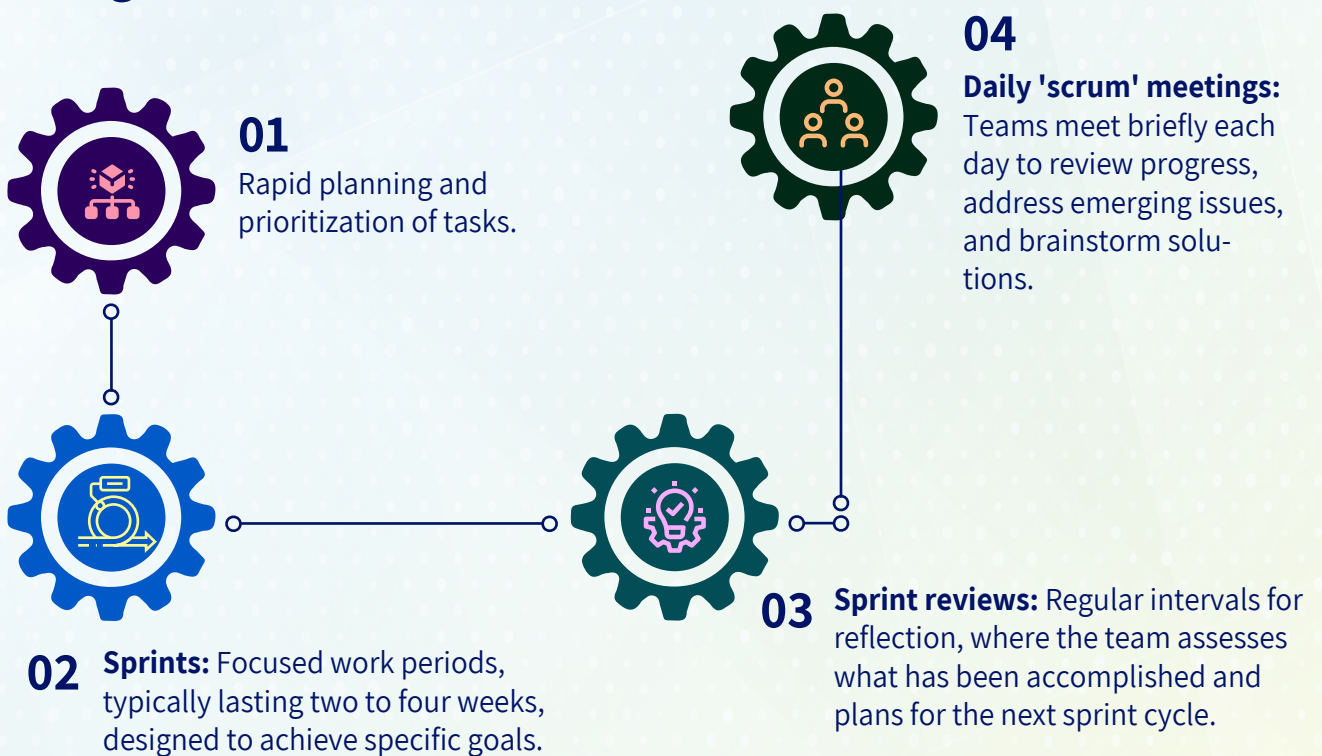 01
Rapid planning and
prioritization of tasks.
02
Sprints: Focused work periods,
typically lasting two to four weeks,
designed to achieve specific goals.
03
Sprint reviews: Regular intervals for
reflection, where the team assesses
what has been accomplished and
plans for the next sprint cycle.
04
Daily 'scrum' meetings:
Teams meet briefly each
day to review progress,
address emerging issues,
and brainstorm solu-
tions.